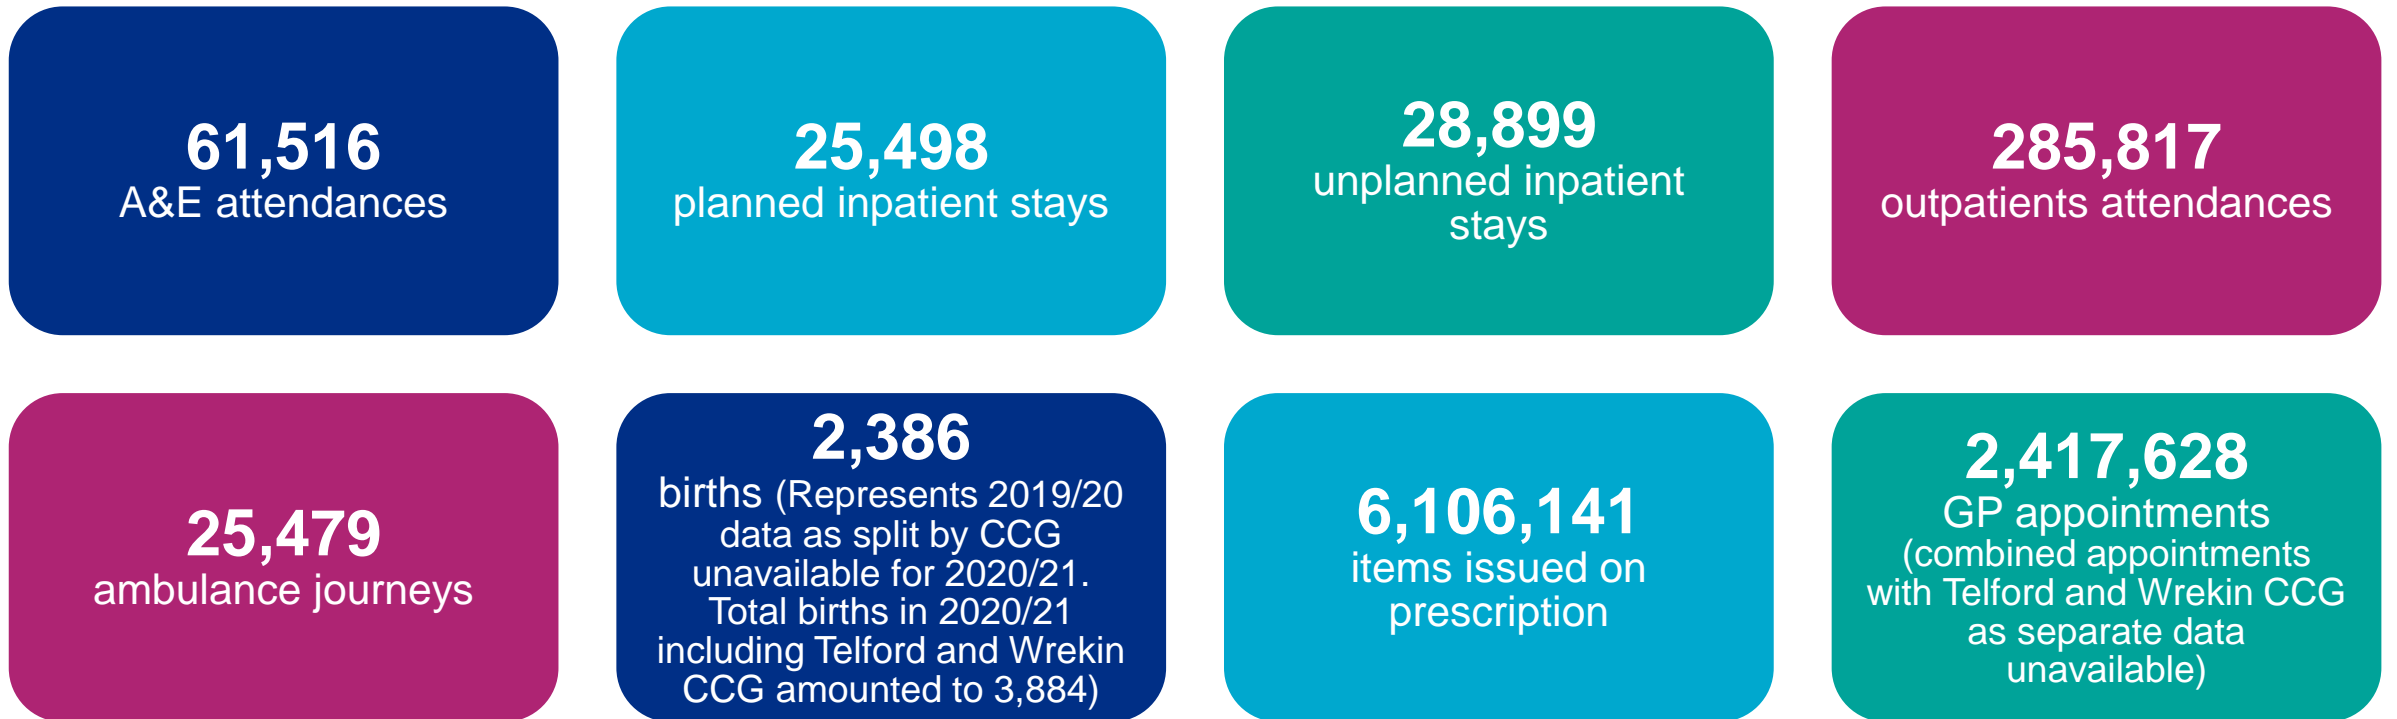 61,516
A&E attendances
25,498
planned inpatient stays
28,899
unplanned inpatient
stays
285,817
outpatients attendances
25,479
ambulance journeys
2,386
births (Represents 2019/20
data as split by CCG
unavailable for 2020/21.
Total births in 2020/21
including Telford and Wrekin
CCG amounted to 3,884)
6,106,141
items issued on
prescription
2,417,628
GP appointments
(combined appointments
with Telford and Wrekin CCG
as separate data
unavailable)